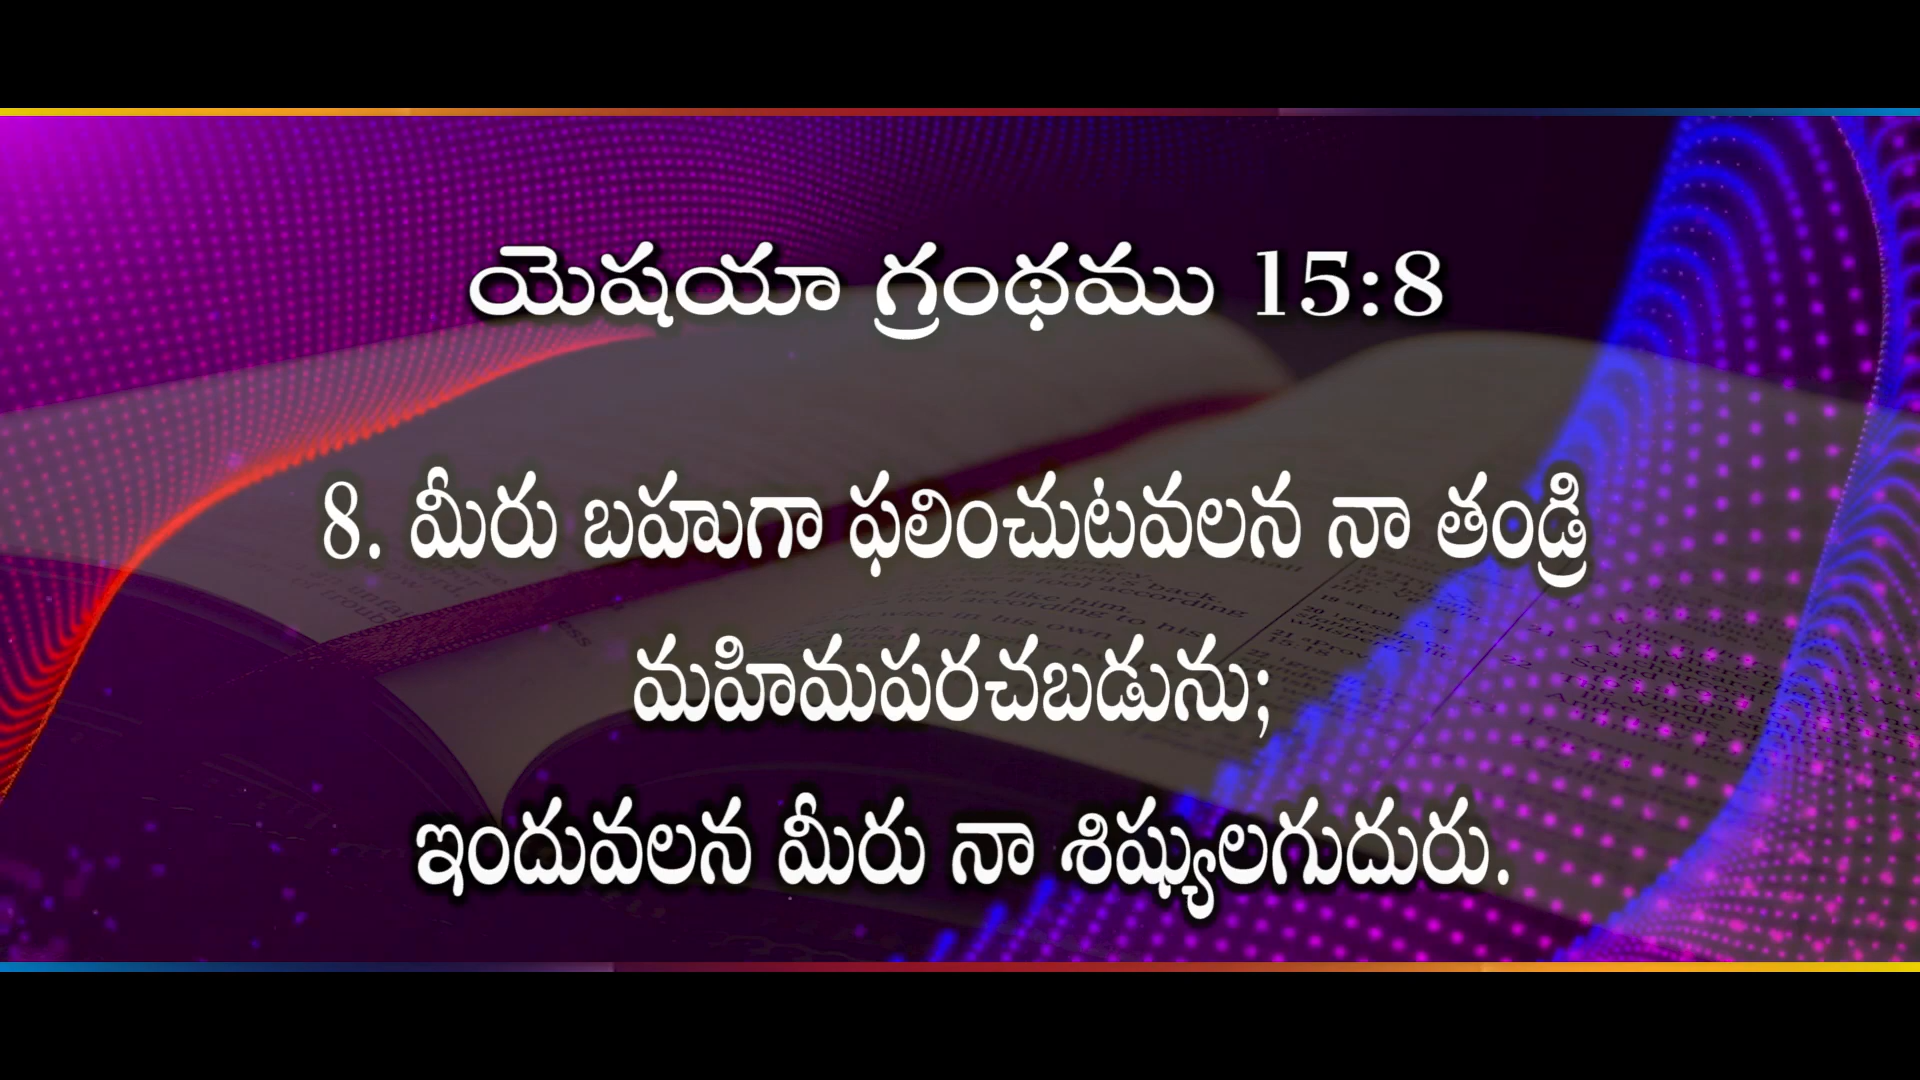 యెషయా గ్రంథము 15:8
8. మీరు బహుగా ఫలించుటవలన నా తండ్రి
మహిమపరచబడును;
ఇందువలన మీరు నా శిష్యులగుదురు.